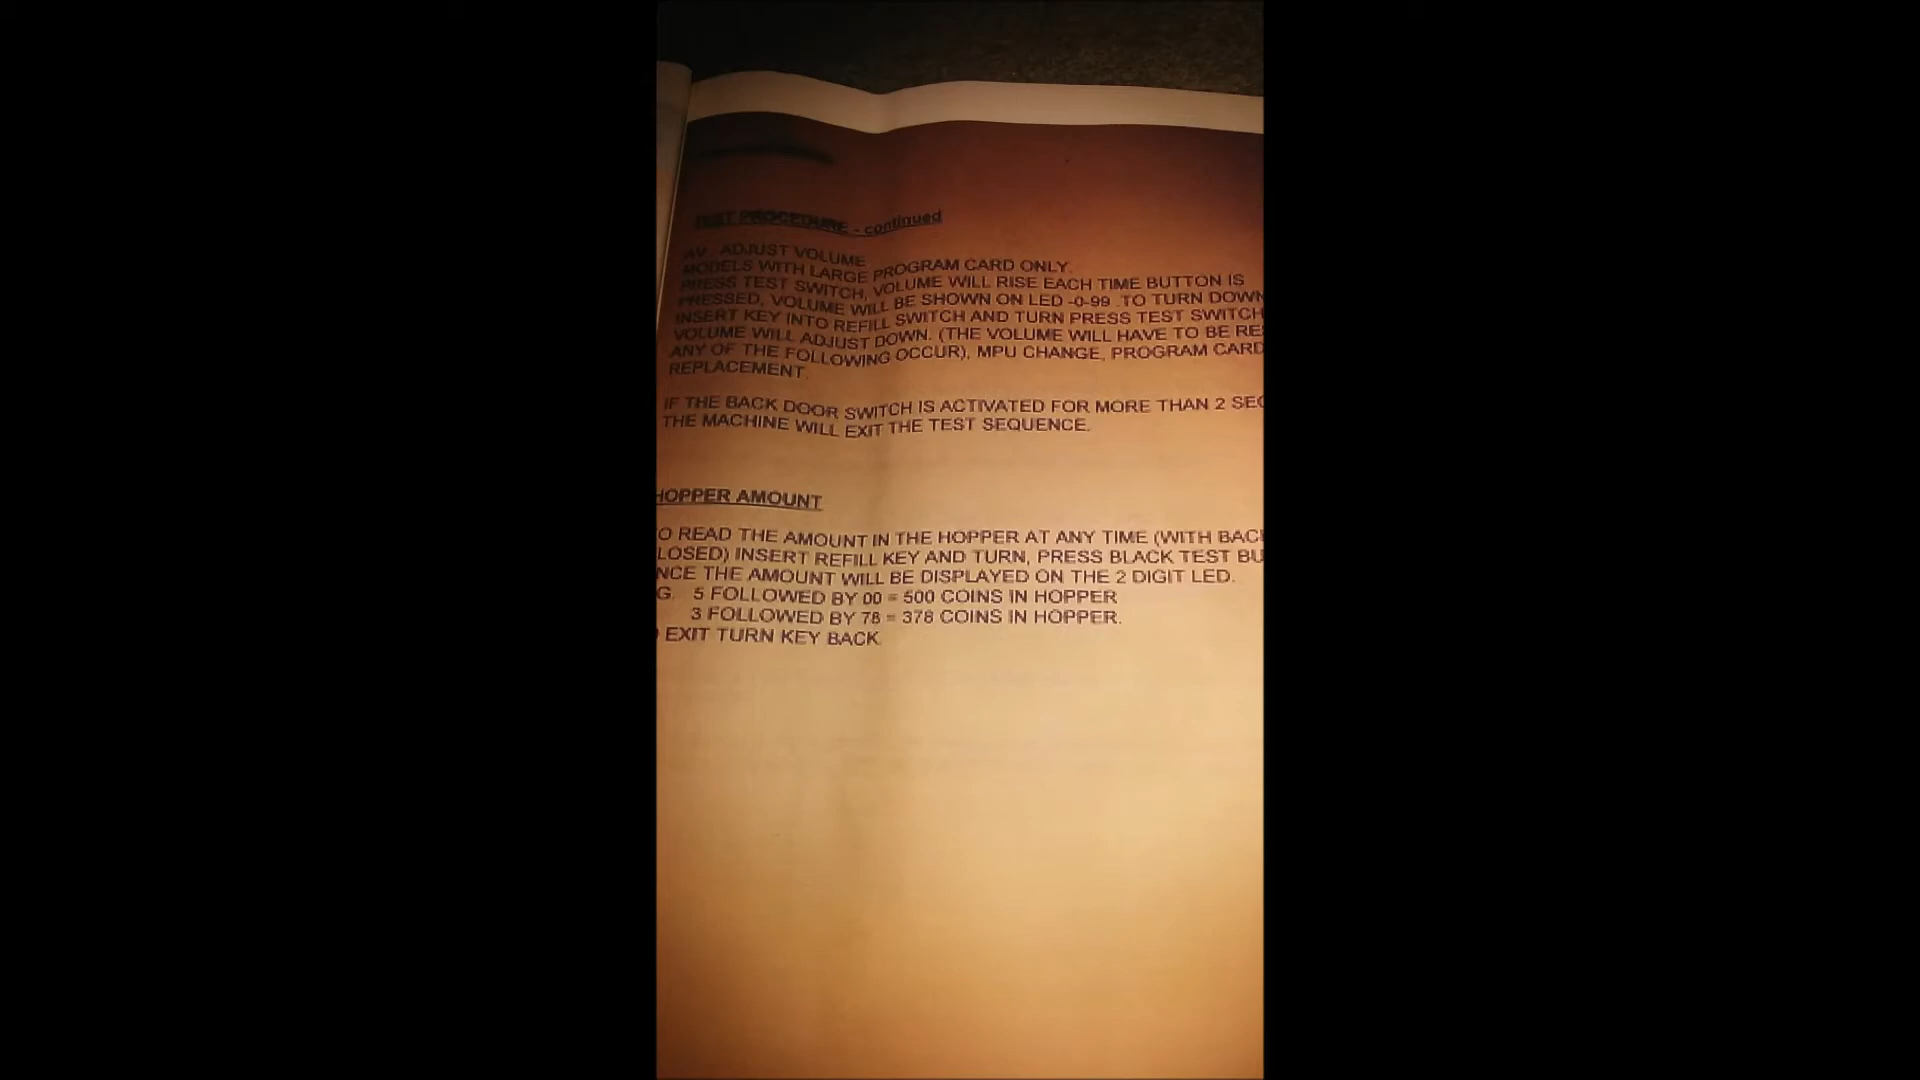 TEST PROCEDURE - continued
AV. ADJUST VOLUME
MODELS WITH LARGE PROGRAM CARD ONLY.
PRESS TEST SWITCH, VOLUME WILL RISE EACH TIME BUTTON IS
PRESSED, VOLUME WILL BE SHOWN ON LED -0-99 .TO TURN DOWN
INSERT KEY INTO REFILL SWITCH AND TURN PRESS TEST SWITCH
VOLUME WILL ADJUST DOWN. (THE VOLUME WILL HAVE TO BE RE
ANY OF THE FOLLOWING OCCUR), MPU CHANGE, PROGRAM CARD
REPLACEMENT.
IF THE BACK DOOR SWITCH IS ACTIVATED FOR MORE THAN 2 SEC
THE MACHINE WILL EXIT THE TEST SEQUENCE.
HOPPER AMOUNT
O READ THE AMOUNT IN THE HOPPER AT ANY TIME (WITH BAC
LOSED) INSERT REFILL KEY AND TURN, PRESS BLACK TEST BU
NCE THE AMOUNT WILL BE DISPLAYED ON THE 2 DIGIT LED.
G. 5 FOLLOWED BY 00 = 500 COINS IN HOPPER
3 FOLLOWED BY 78 = 378 COINS IN HOPPER.
EXIT TURN KEY BACK.